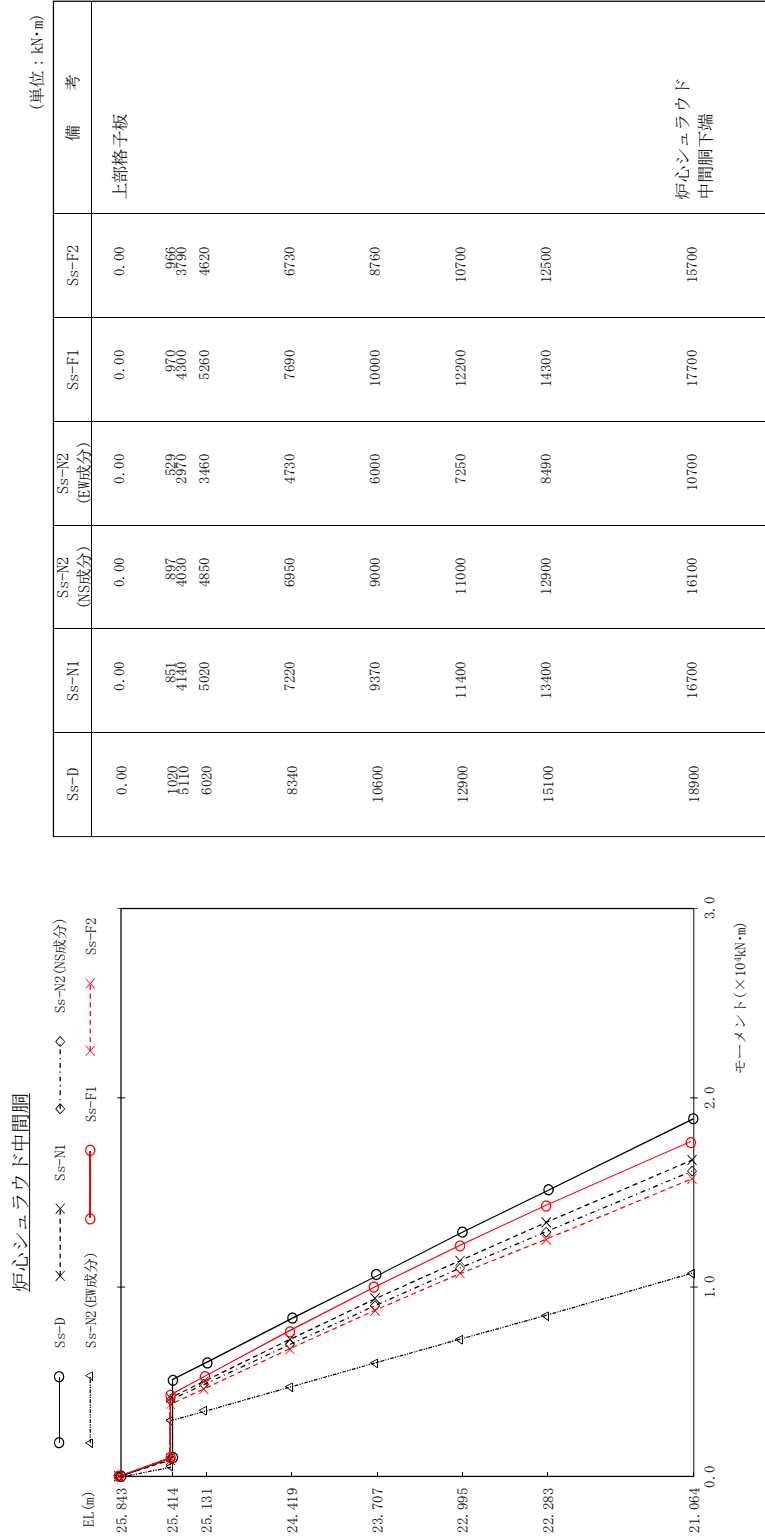 炉心シュラウド中間胴
Ss-D
Ss-N1
Ss-N2(NS成分)
Ss-N2(EW成分)
Ss-F1
Ss-F2
EL(m)
25.843
25.414
25.131
24.419
23.707
22.995
22.283
21.064
0.0
1.0
2.0
3.0
モーメント(×10⁴kN・m)
(単位:kN・m)
Ss-D Ss-N1 Ss-N2 (NS成分) Ss-N2 (EW成分) Ss-F1 Ss-F2 備 考
0.00 0.00 0.00 0.00 0.00 0.00 上部格子板
1020 851 897 529 970 966
5110 4140 4030 2970 4300 3790
6020 5020 4850 3460 5260 4620
8340 7220 6950 4730 7690 6730
10600 9370 9000 6000 10000 8760
12900 11400 11000 7250 12200 10700
15100 13400 12900 8490 14300 12500
18900 16700 16100 10700 17700 15700 炉心シュラウド
中間胴下端